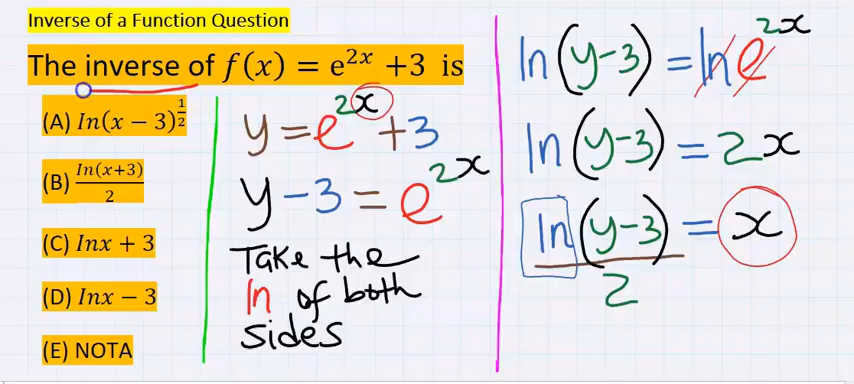 Inverse of a Function Question
The inverse of f(x) = e^{2x} +3 is
(A) In(x − 3)^{1/2}
(B) In(x+3)/2
(C) Inx + 3
(D) Inx − 3
(E) NOTA
y = e^{2x} + 3
y - 3 = e^{2x}
Take the
ln of both
sides
ln(y-3) = ln e^{2x}
ln(y-3) = 2x
ln(y-3)/2 = x